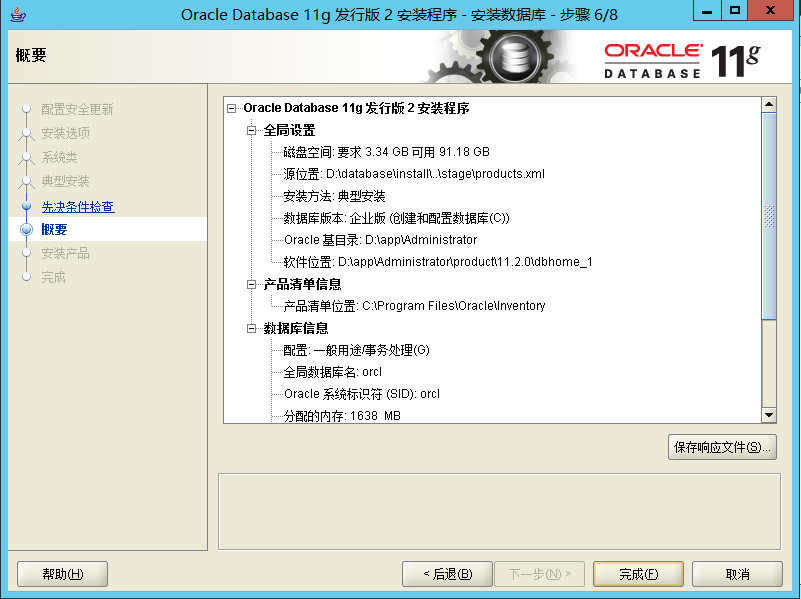 Oracle Database 11g 发行版 2 安装程序 - 安装数据库 - 步骤 6/8
概要
ORACLE
DATABASE
11g
配置安全更新
安装选项
系统类
典型安装
先决条件检查
概要
安装产品
完成
Oracle Database 11g 发行版 2 安装程序
全局设置
磁盘空间: 要求 3.34 GB 可用 91.18 GB
源位置: D:\database\install\..\stage\products.xml
安装方法: 典型安装
数据库版本: 企业版 (创建和配置数据库(C))
Oracle 基目录: D:\app\Administrator
软件位置: D:\app\Administrator\product\11.2.0\dbhome_1
产品清单信息
产品清单位置: C:\Program Files\Oracle\Inventory
数据库信息
配置: 一般用途/事务处理(G)
全局数据库名: orcl
Oracle 系统标识符 (SID): orcl
分配的内存: 1638 MB
保存响应文件(S)...
帮助(H)
< 后退(B)
下一步(N) >
完成(F)
取消